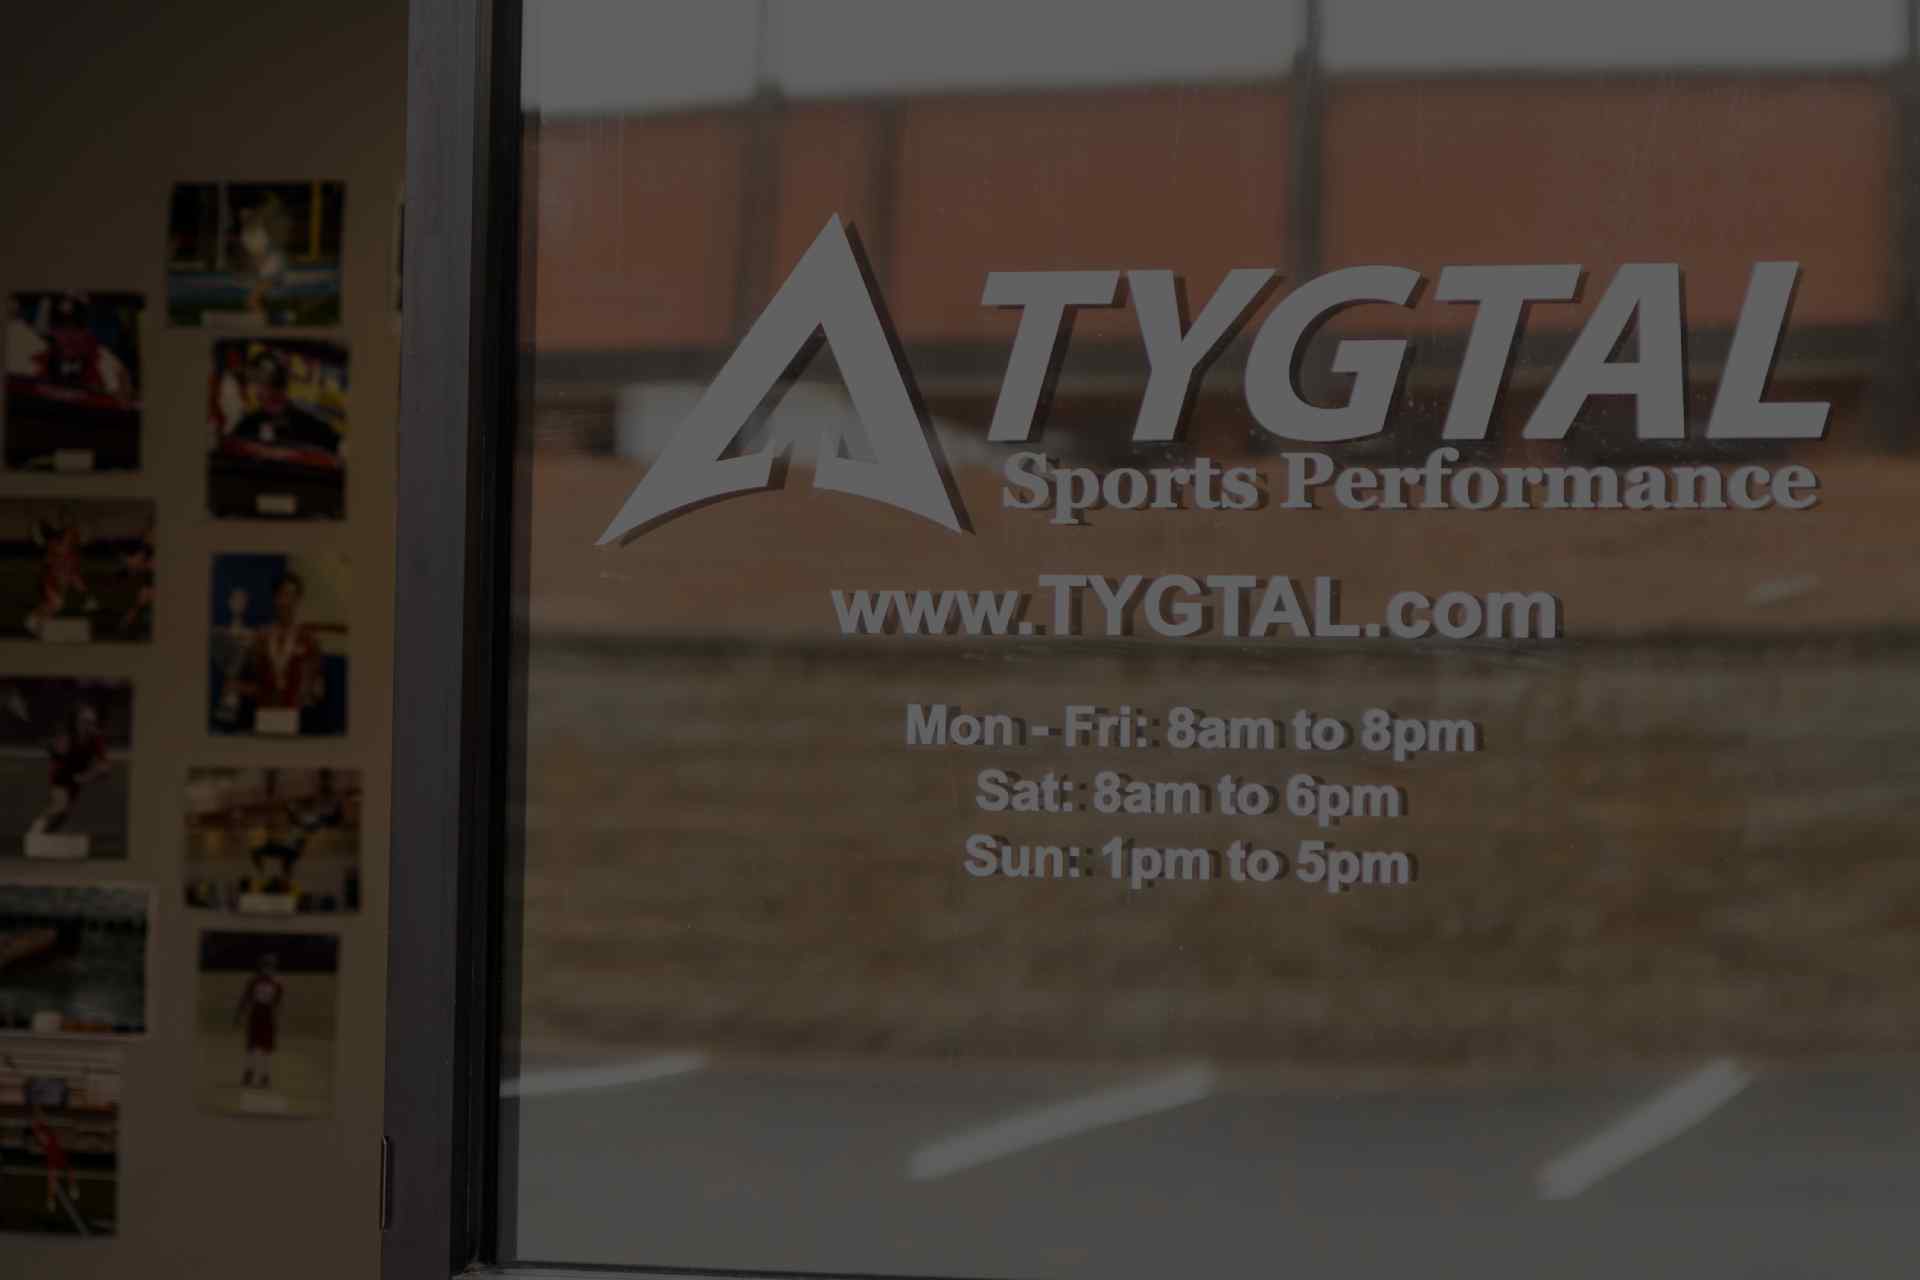 TYGTAL
Sports Performance
www.TYGTAL.com
Mon - Fri: 8am to 8pm
Sat: 8am to 6pm
Sun: 1pm to 5pm